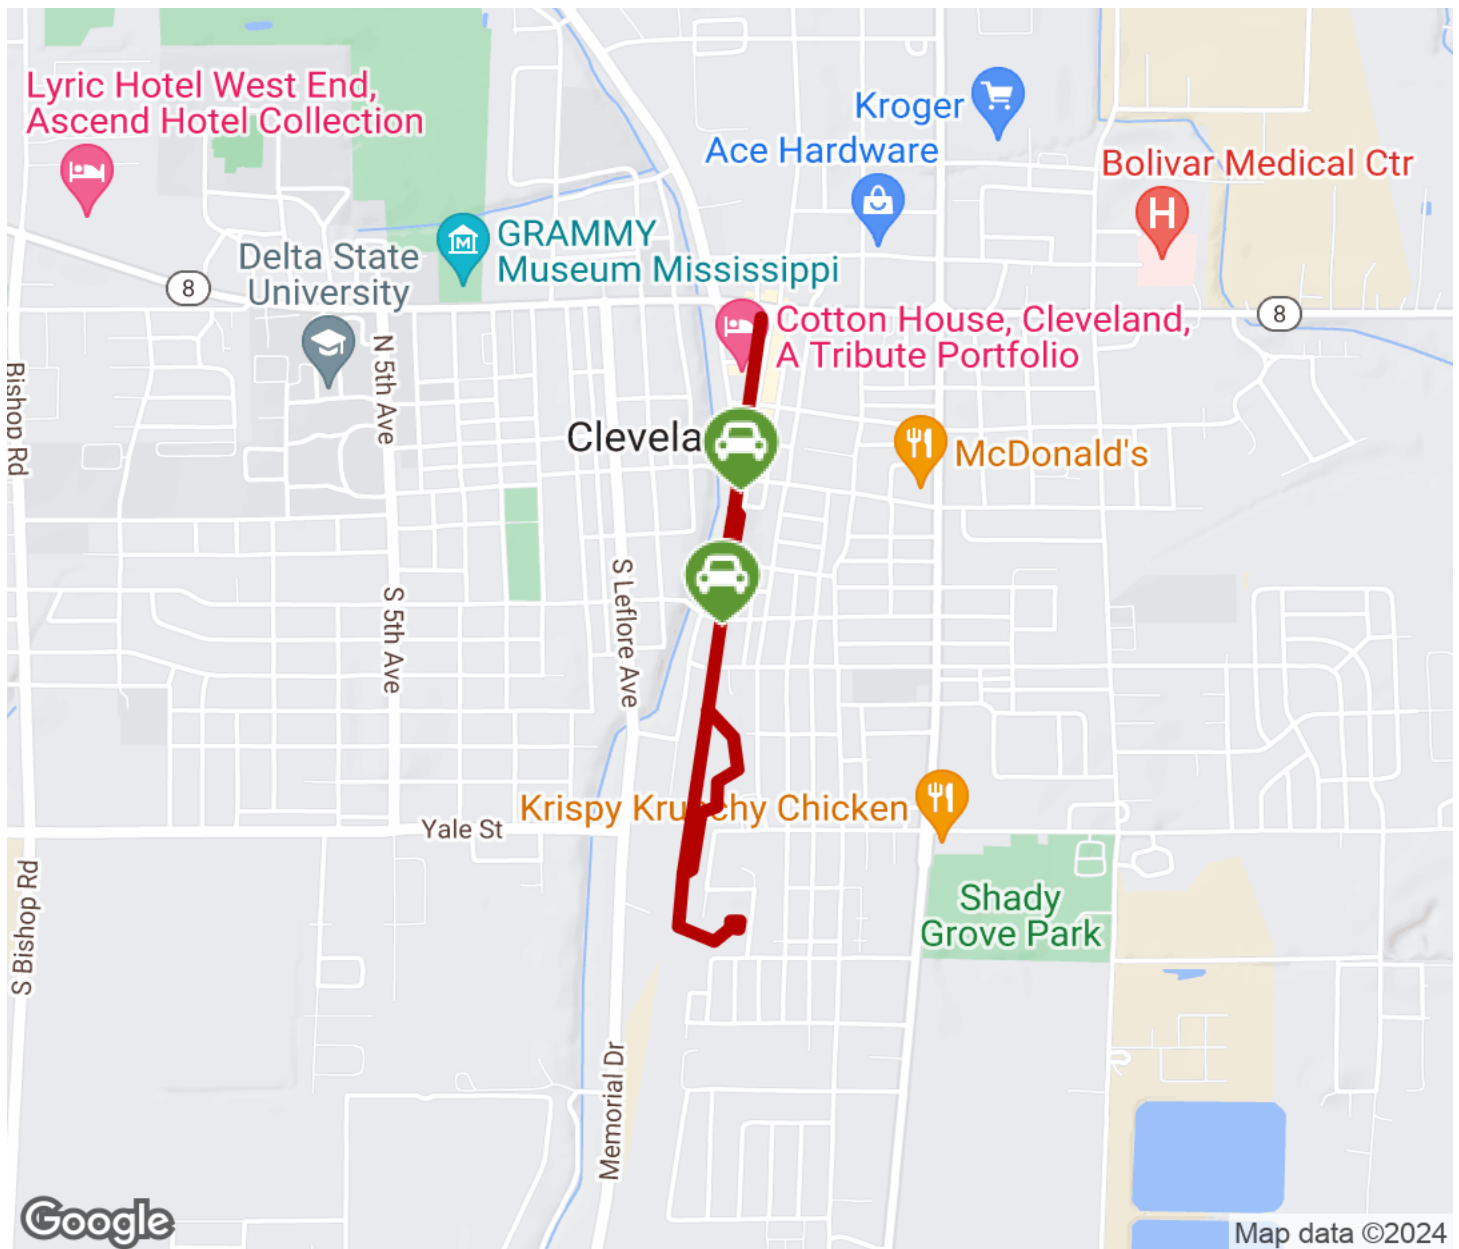 Lyric Hotel West End,
Ascend Hotel Collection
Kroger
Ace Hardware
Bolivar Medical Ctr
H
GRAMMY
Museum Mississippi
M
Delta State
University
8
8
Cotton House, Cleveland,
A Tribute Portfolio
N 5th Ave
Bishop Rd
Clevela
McDonald's
S Leflore Ave
S 5th Ave
Krispy Kru chy Chicken
Yale St
S Bishop Rd
Shady
Grove Park
Memorial Dr
Google
Map data ©2024